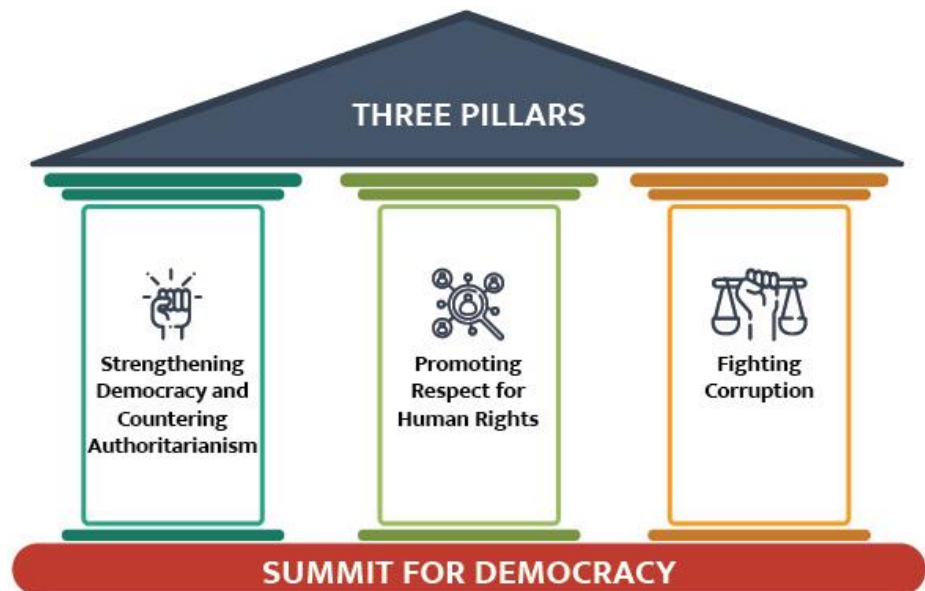 THREE PILLARS
Strengthening
Democracy and
Countering
Authoritarianism
Promoting
Respect for
Human Rights
Fighting
Corruption
SUMMIT FOR DEMOCRACY